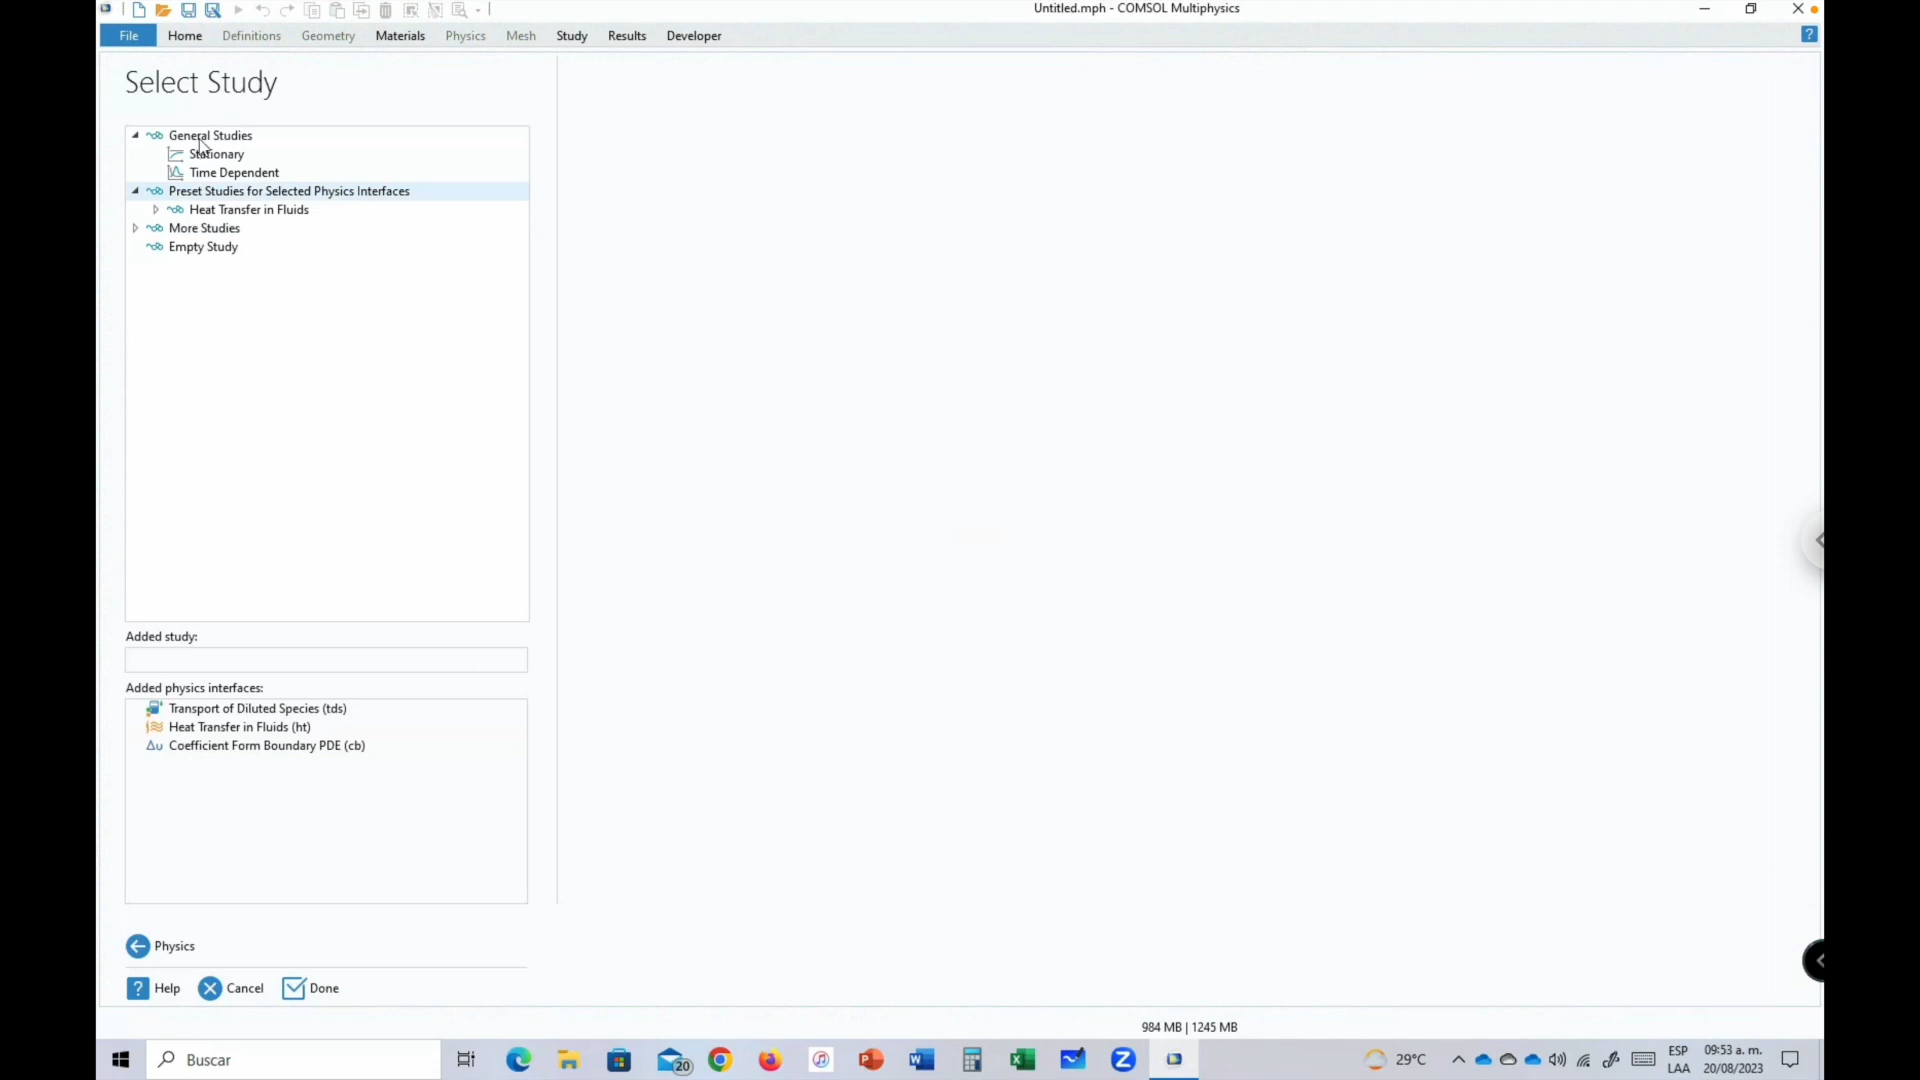 Untitled.mph - COMSOL Multiphysics
File Home Definitions Geometry Materials Physics Mesh Study Results Developer
Select Study
General Studies
Stationary
Time Dependent
Preset Studies for Selected Physics Interfaces
Heat Transfer in Fluids
More Studies
Empty Study
Added study:
Added physics interfaces:
Transport of Diluted Species (tds)
Heat Transfer in Fluids (ht)
Δu Coefficient Form Boundary PDE (cb)
Physics
? Help Cancel Done
984 MB | 1245 MB
Buscar 20 29°C ESP 09:53 a. m.
LAA 20/08/2023